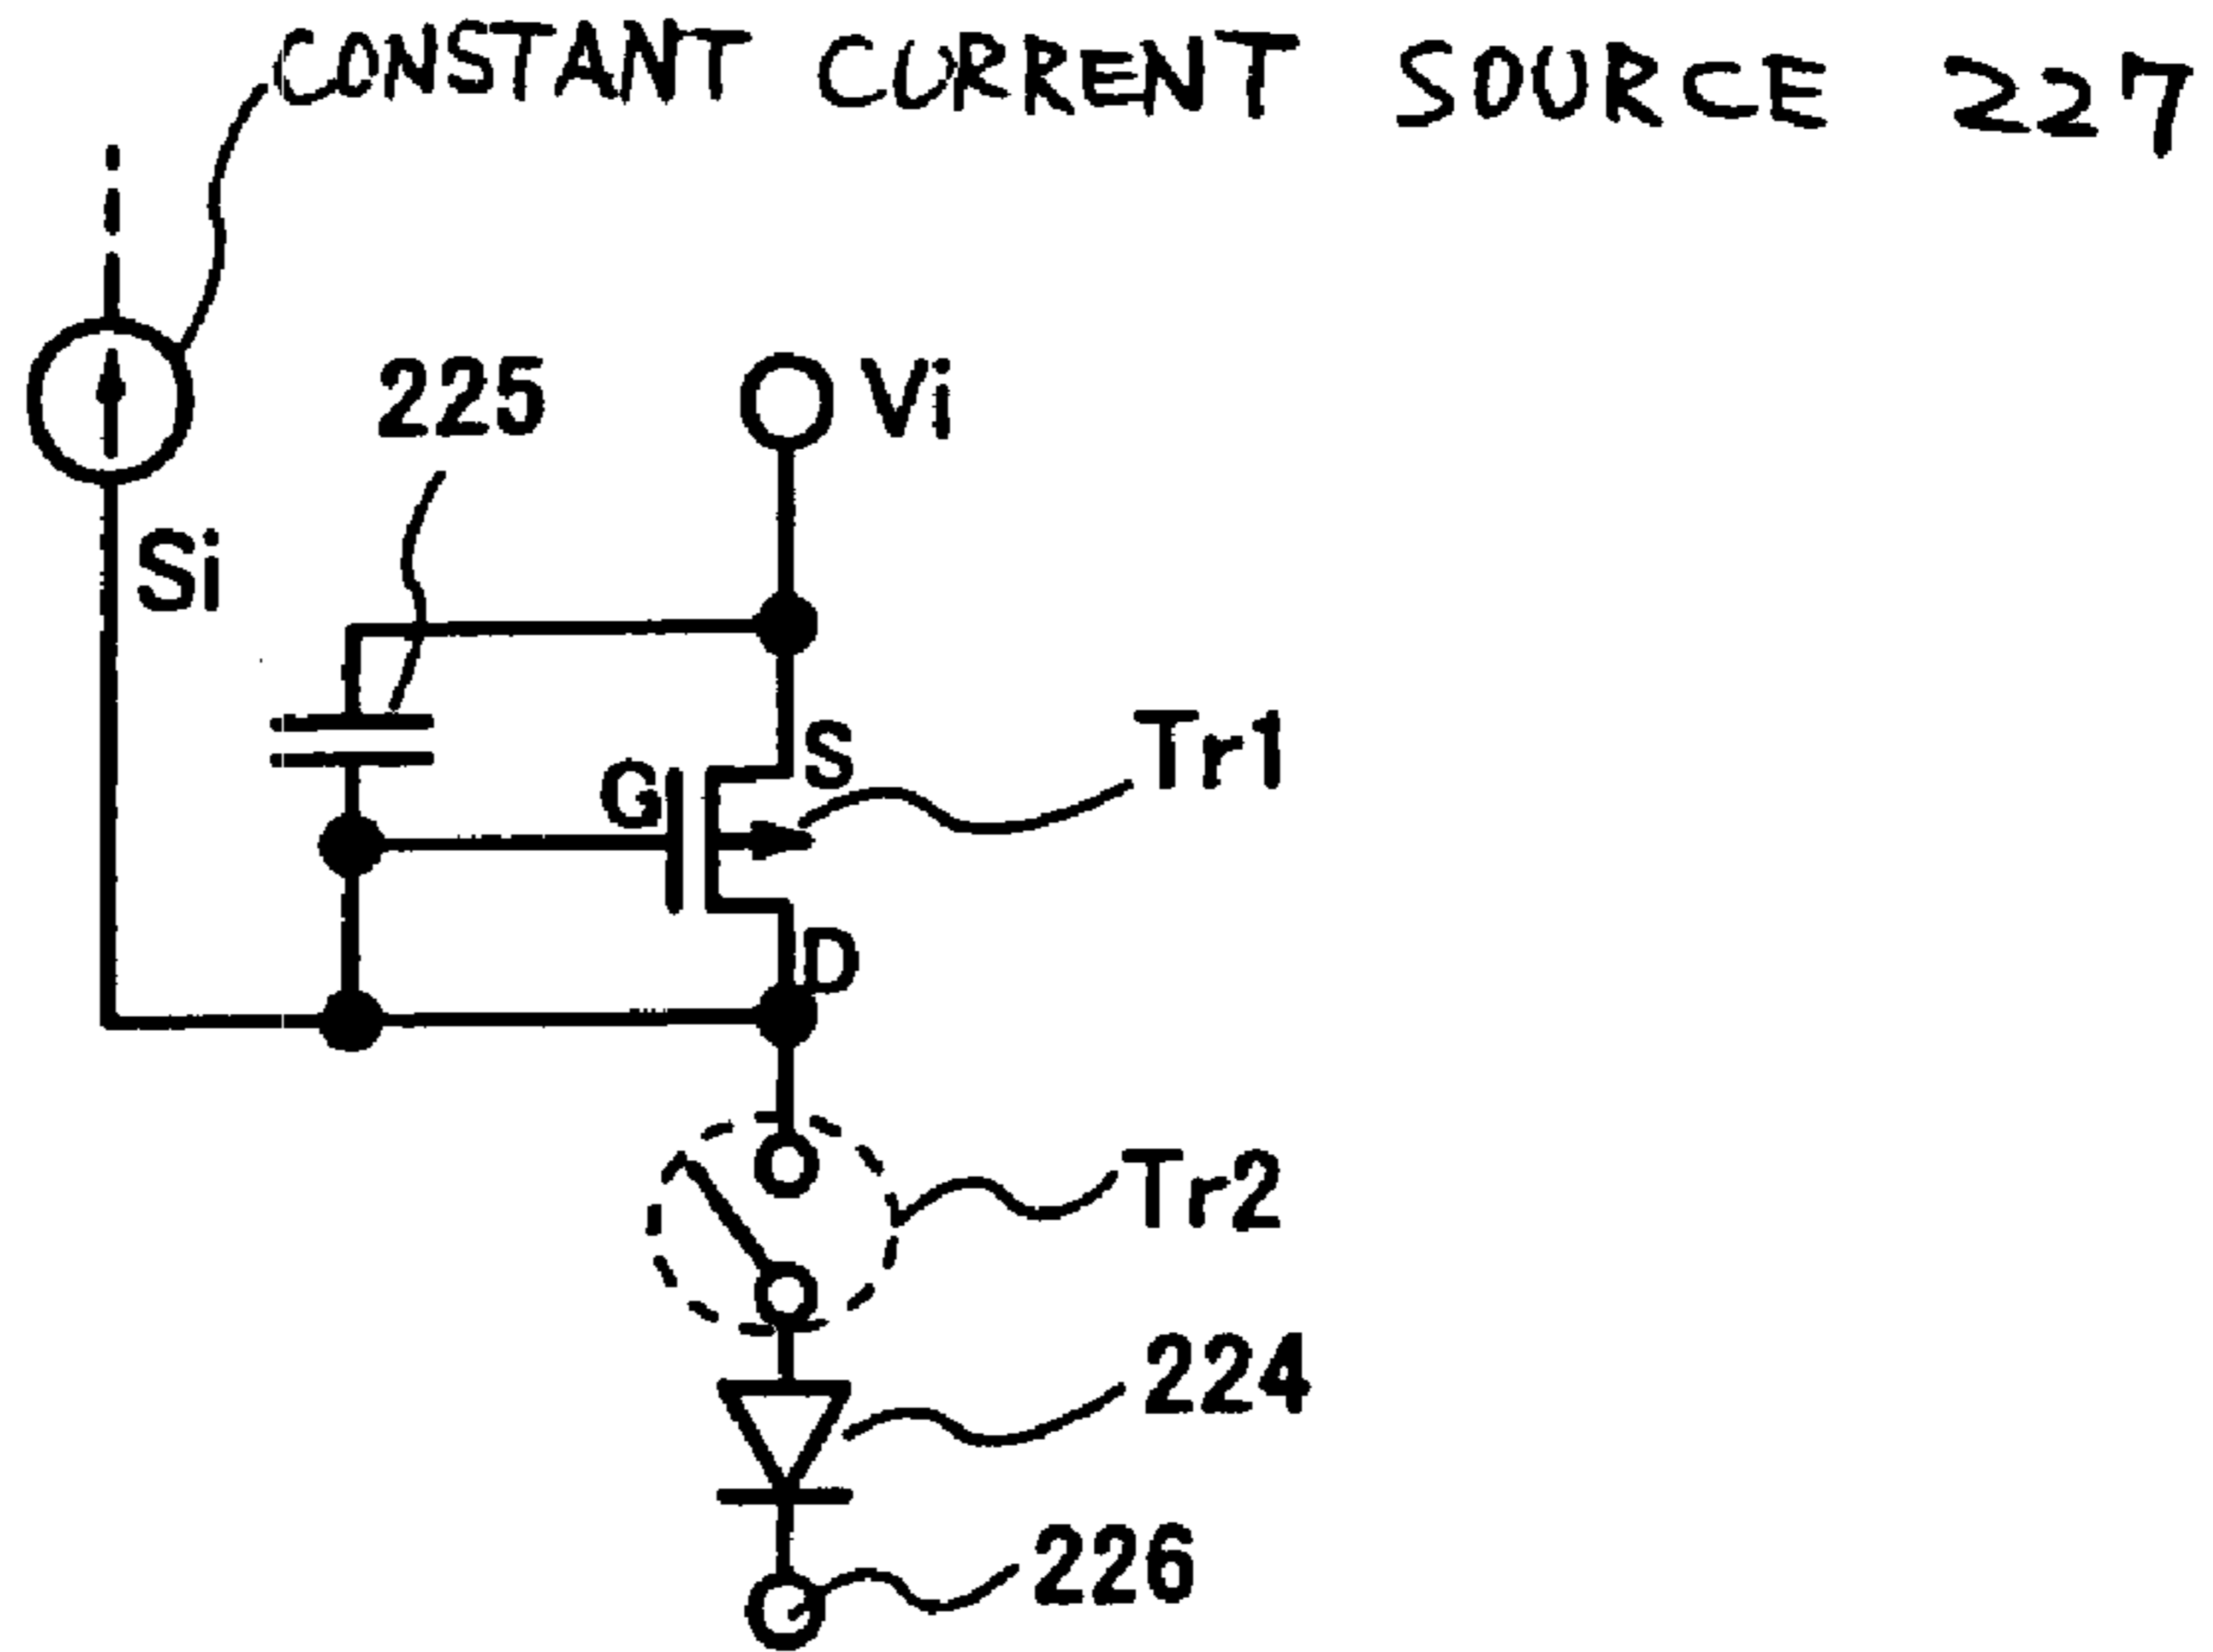 CONSTANT CURRENT SOURCE 227
225
Vi
Si
S
Tr1
G
D
Tr2
224
226